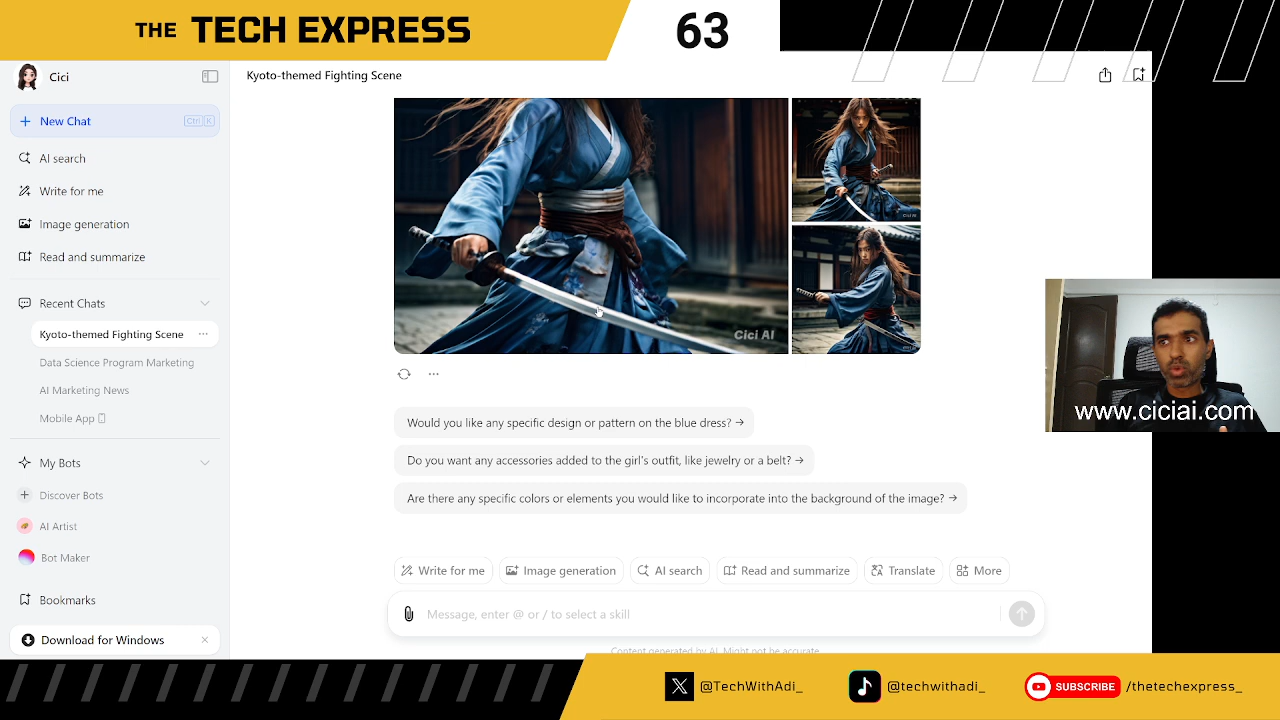 THE TECH EXPRESS
63
Cici
Kyoto-themed Fighting Scene
New Chat
Ctrl K
AI search
Write for me
Image generation
Read and summarize
Recent Chats
Kyoto-themed Fighting Scene
Data Science Program Marketing
AI Marketing News
Mobile App
My Bots
Discover Bots
AI Artist
Bot Maker
Bookmarks
Download for Windows
Cici AI
Cici AI
Would you like any specific design or pattern on the blue dress?
Do you want any accessories added to the girl's outfit, like jewelry or a belt?
Are there any specific colors or elements you would like to incorporate into the background of the image?
Write for me
Image generation
AI search
Read and summarize
Translate
More
Message, enter @ or / to select a skill
Content generated by AI. Might not be accurate
www.ciciai.com
@TechWithAdi_
@techwithadi_
SUBSCRIBE
/thetechexpress_